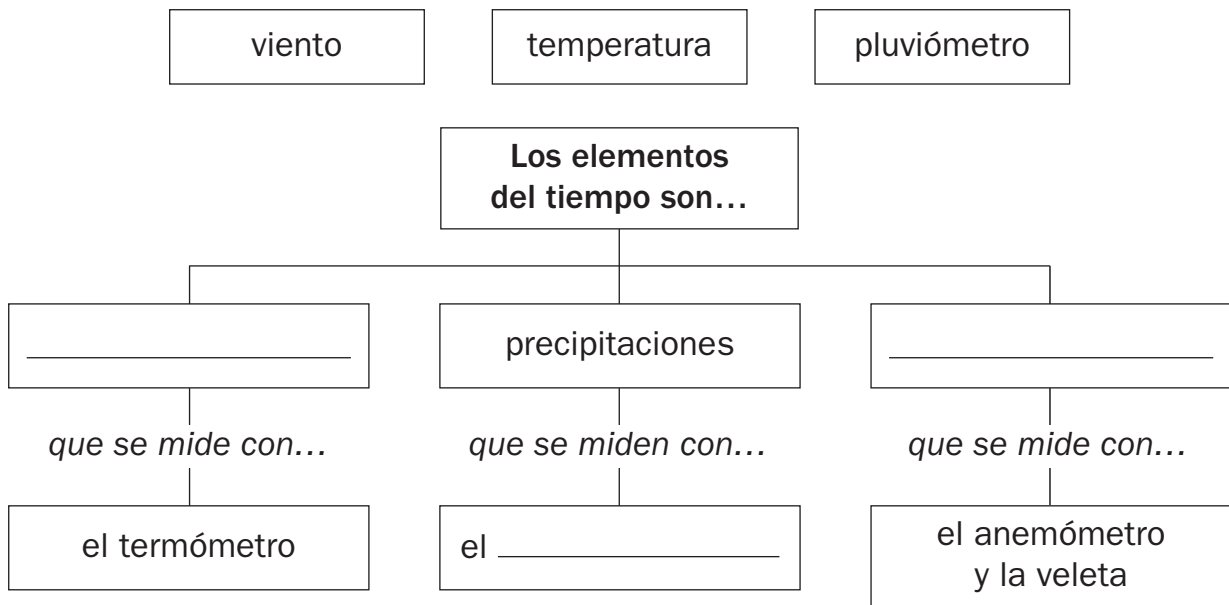 viento
temperatura
pluviómetro
Los elementos
del tiempo son...
precipitaciones
que se mide con...
que se miden con...
que se mide con...
el termómetro
el
el anemómetro
y la veleta